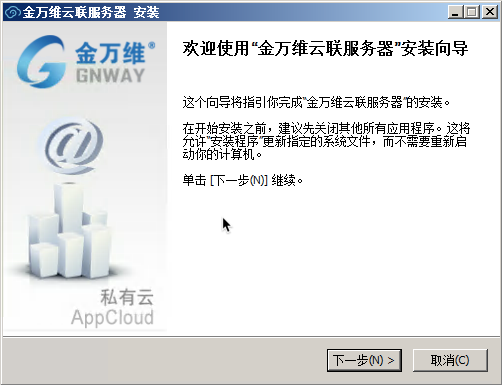 金万维云联服务器 安装
金万维®
GNWAY
欢迎使用“金万维云联服务器”安装向导
这个向导将指引你完成“金万维云联服务器”的安装。
在开始安装之前，建议先关闭其他所有应用程序。这将
允许“安装程序”更新指定的系统文件，而不需要重新启
动你的计算机。
单击 [下一步(N)] 继续。
@
私有云
AppCloud
下一步(N) >
取消(C)